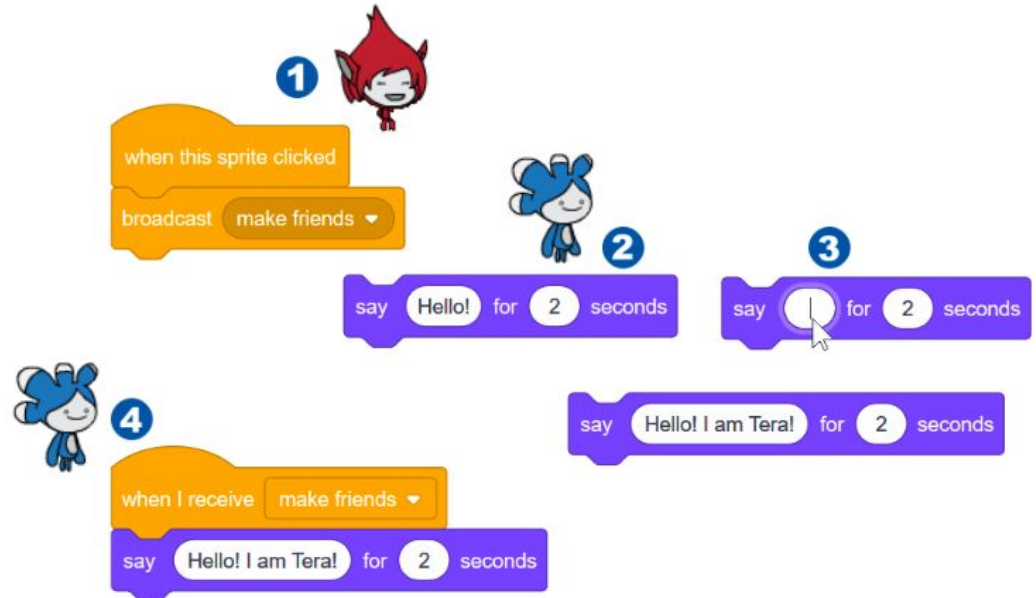 1
when this sprite clicked
broadcast make friends
2
say Hello! for 2 seconds
3
say for 2 seconds
say Hello! I am Tera! for 2 seconds
4
when I receive make friends
say Hello! I am Tera! for 2 seconds